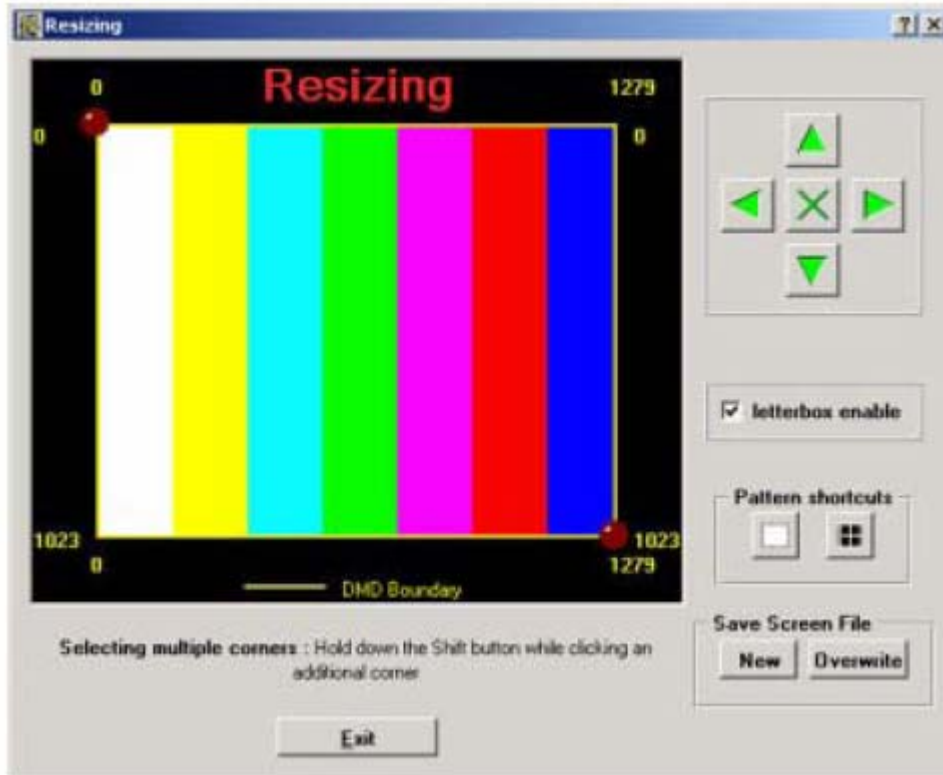 Resizing
Resizing
0 1279
0 0
1023 1023
0 1279
DMD Boundary
letterbox enable
Pattern shortcuts
Save Screen File
New Overwrite
Selecting multiple corners : Hold down the Shift button while clicking an
additional corner
Exit